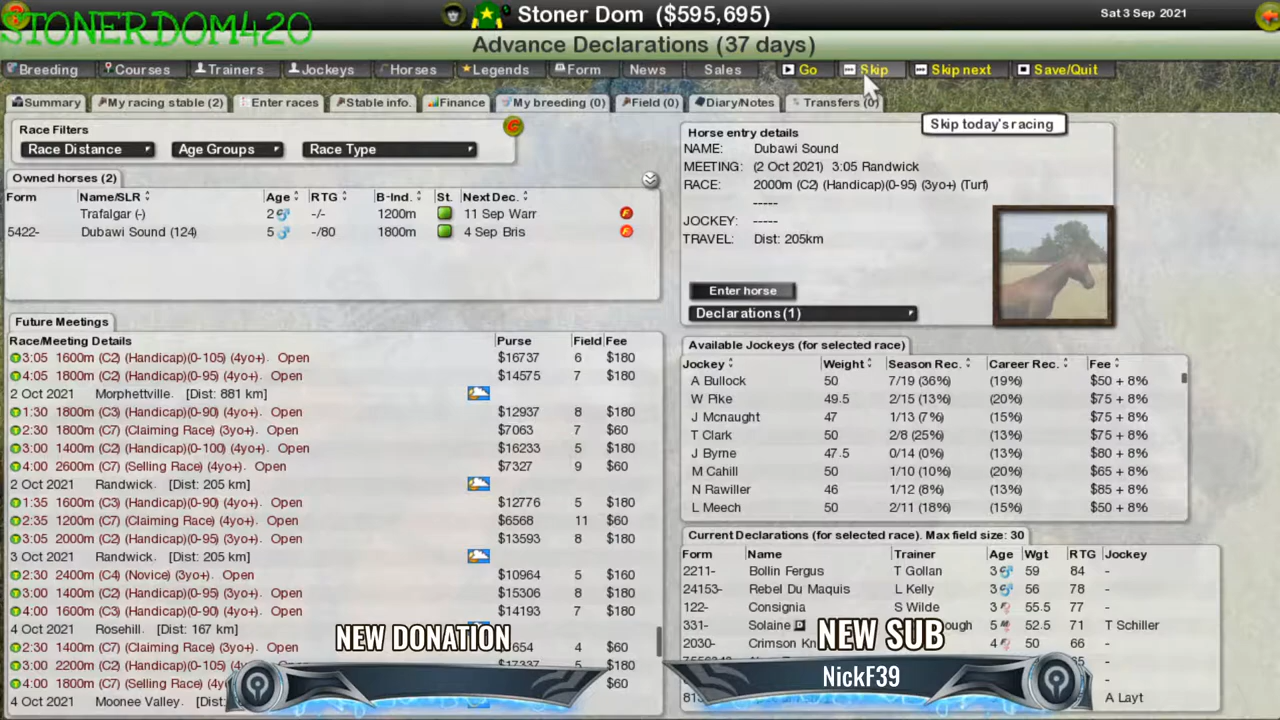 STONERDOM420
Stoner Dom ($595,695)
Sat 3 Sep 2021
Advance Declarations (37 days)
Breeding Courses Trainers Jockeys Horses Legends Form News Sales Go Skip Skip next Save/Quit
Summary My racing stable (2) Enter races Stable info. Finance My breeding (0) Field (0) Diary/Notes Transfers (0)
Skip today's racing
Race Filters
Race Distance Age Groups Race Type
Owned horses (2)
Form Name/SLR Age RTG B-Ind. St. Next Dec.
Trafalgar (-) 2 -/- 1200m 11 Sep Warr
5422- Dubawi Sound (124) 5 -/80 1800m 4 Sep Bris
Horse entry details
NAME: Dubawi Sound
MEETING: (2 Oct 2021) 3:05 Randwick
RACE: 2000m (C2) (Handicap)(0-95) (3yo+) (Turf)
-----
JOCKEY: -----
TRAVEL: Dist: 205km
Enter horse
Declarations (1)
Future Meetings
Race/Meeting Details Purse Field Fee
3:05 1600m (C2) (Handicap)(0-105) (4yo+). Open $16737 6 $180
4:05 1800m (C2) (Handicap)(0-95) (4yo+). Open $14575 7 $180
2 Oct 2021 Morphettville. [Dist: 881 km]
1:30 1800m (C3) (Handicap)(0-90) (4yo+). Open $12937 8 $180
2:30 1800m (C7) (Claiming Race) (3yo+). Open $7063 7 $60
3:00 1400m (C2) (Handicap)(0-100) (4yo+). Open $16233 5 $180
4:00 2600m (C7) (Selling Race) (4yo+). Open $7327 9 $60
2 Oct 2021 Randwick. [Dist: 205 km]
1:35 1600m (C3) (Handicap)(0-90) (4yo+). Open $12776 5 $180
2:35 1200m (C7) (Claiming Race) (4yo+). Open $6568 11 $60
3:05 2000m (C2) (Handicap)(0-95) (3yo+). Open $13593 8 $180
3 Oct 2021 Randwick. [Dist: 205 km]
2:30 2400m (C4) (Novice) (3yo+). Open $10964 5 $160
3:00 1400m (C2) (Handicap)(0-95) (3yo+). Open $15306 8 $180
4:00 1600m (C3) (Handicap)(0-90) (4yo+). Open $14193 7 $180
4 Oct 2021 Rosehill. [Dist: 167 km]
2:30 1400m (C7) (Claiming Race) (3yo+). 654 4 $60
3:00 2200m (C2) (Handicap)(0-105) $17337 5 $180
4:00 1800m (C7) (Selling Race) (4y $60
4 Oct 2021 Moonee Valley. [Dist:
Available Jockeys (for selected race)
Jockey Weight Season Rec. Career Rec. Fee
A Bullock 50 7/19 (36%) (19%) $50 + 8%
W Pike 49.5 2/15 (13%) (20%) $75 + 8%
J Mcnaught 47 1/13 (7%) (15%) $75 + 8%
T Clark 50 2/8 (25%) (13%) $75 + 8%
J Byrne 47.5 0/14 (0%) (13%) $80 + 8%
M Cahill 50 1/10 (10%) (20%) $65 + 8%
N Rawiller 46 1/12 (8%) (13%) $85 + 8%
L Meech 50 2/11 (18%) (15%) $50 + 8%
Current Declarations (for selected race). Max field size: 30
Form Name Trainer Age Wgt RTG Jockey
2211- Bollin Fergus T Gollan 3 59 84 -
24153- Rebel Du Maquis L Kelly 3 56 78 -
122- Consignia S Wilde 3 55.5 77 -
331- Solaine ough 5 52.5 71 T Schiller
2030- Crimson Kn 4 50 66 -
A Layt
NEW DONATION
NEW SUB
NickF39